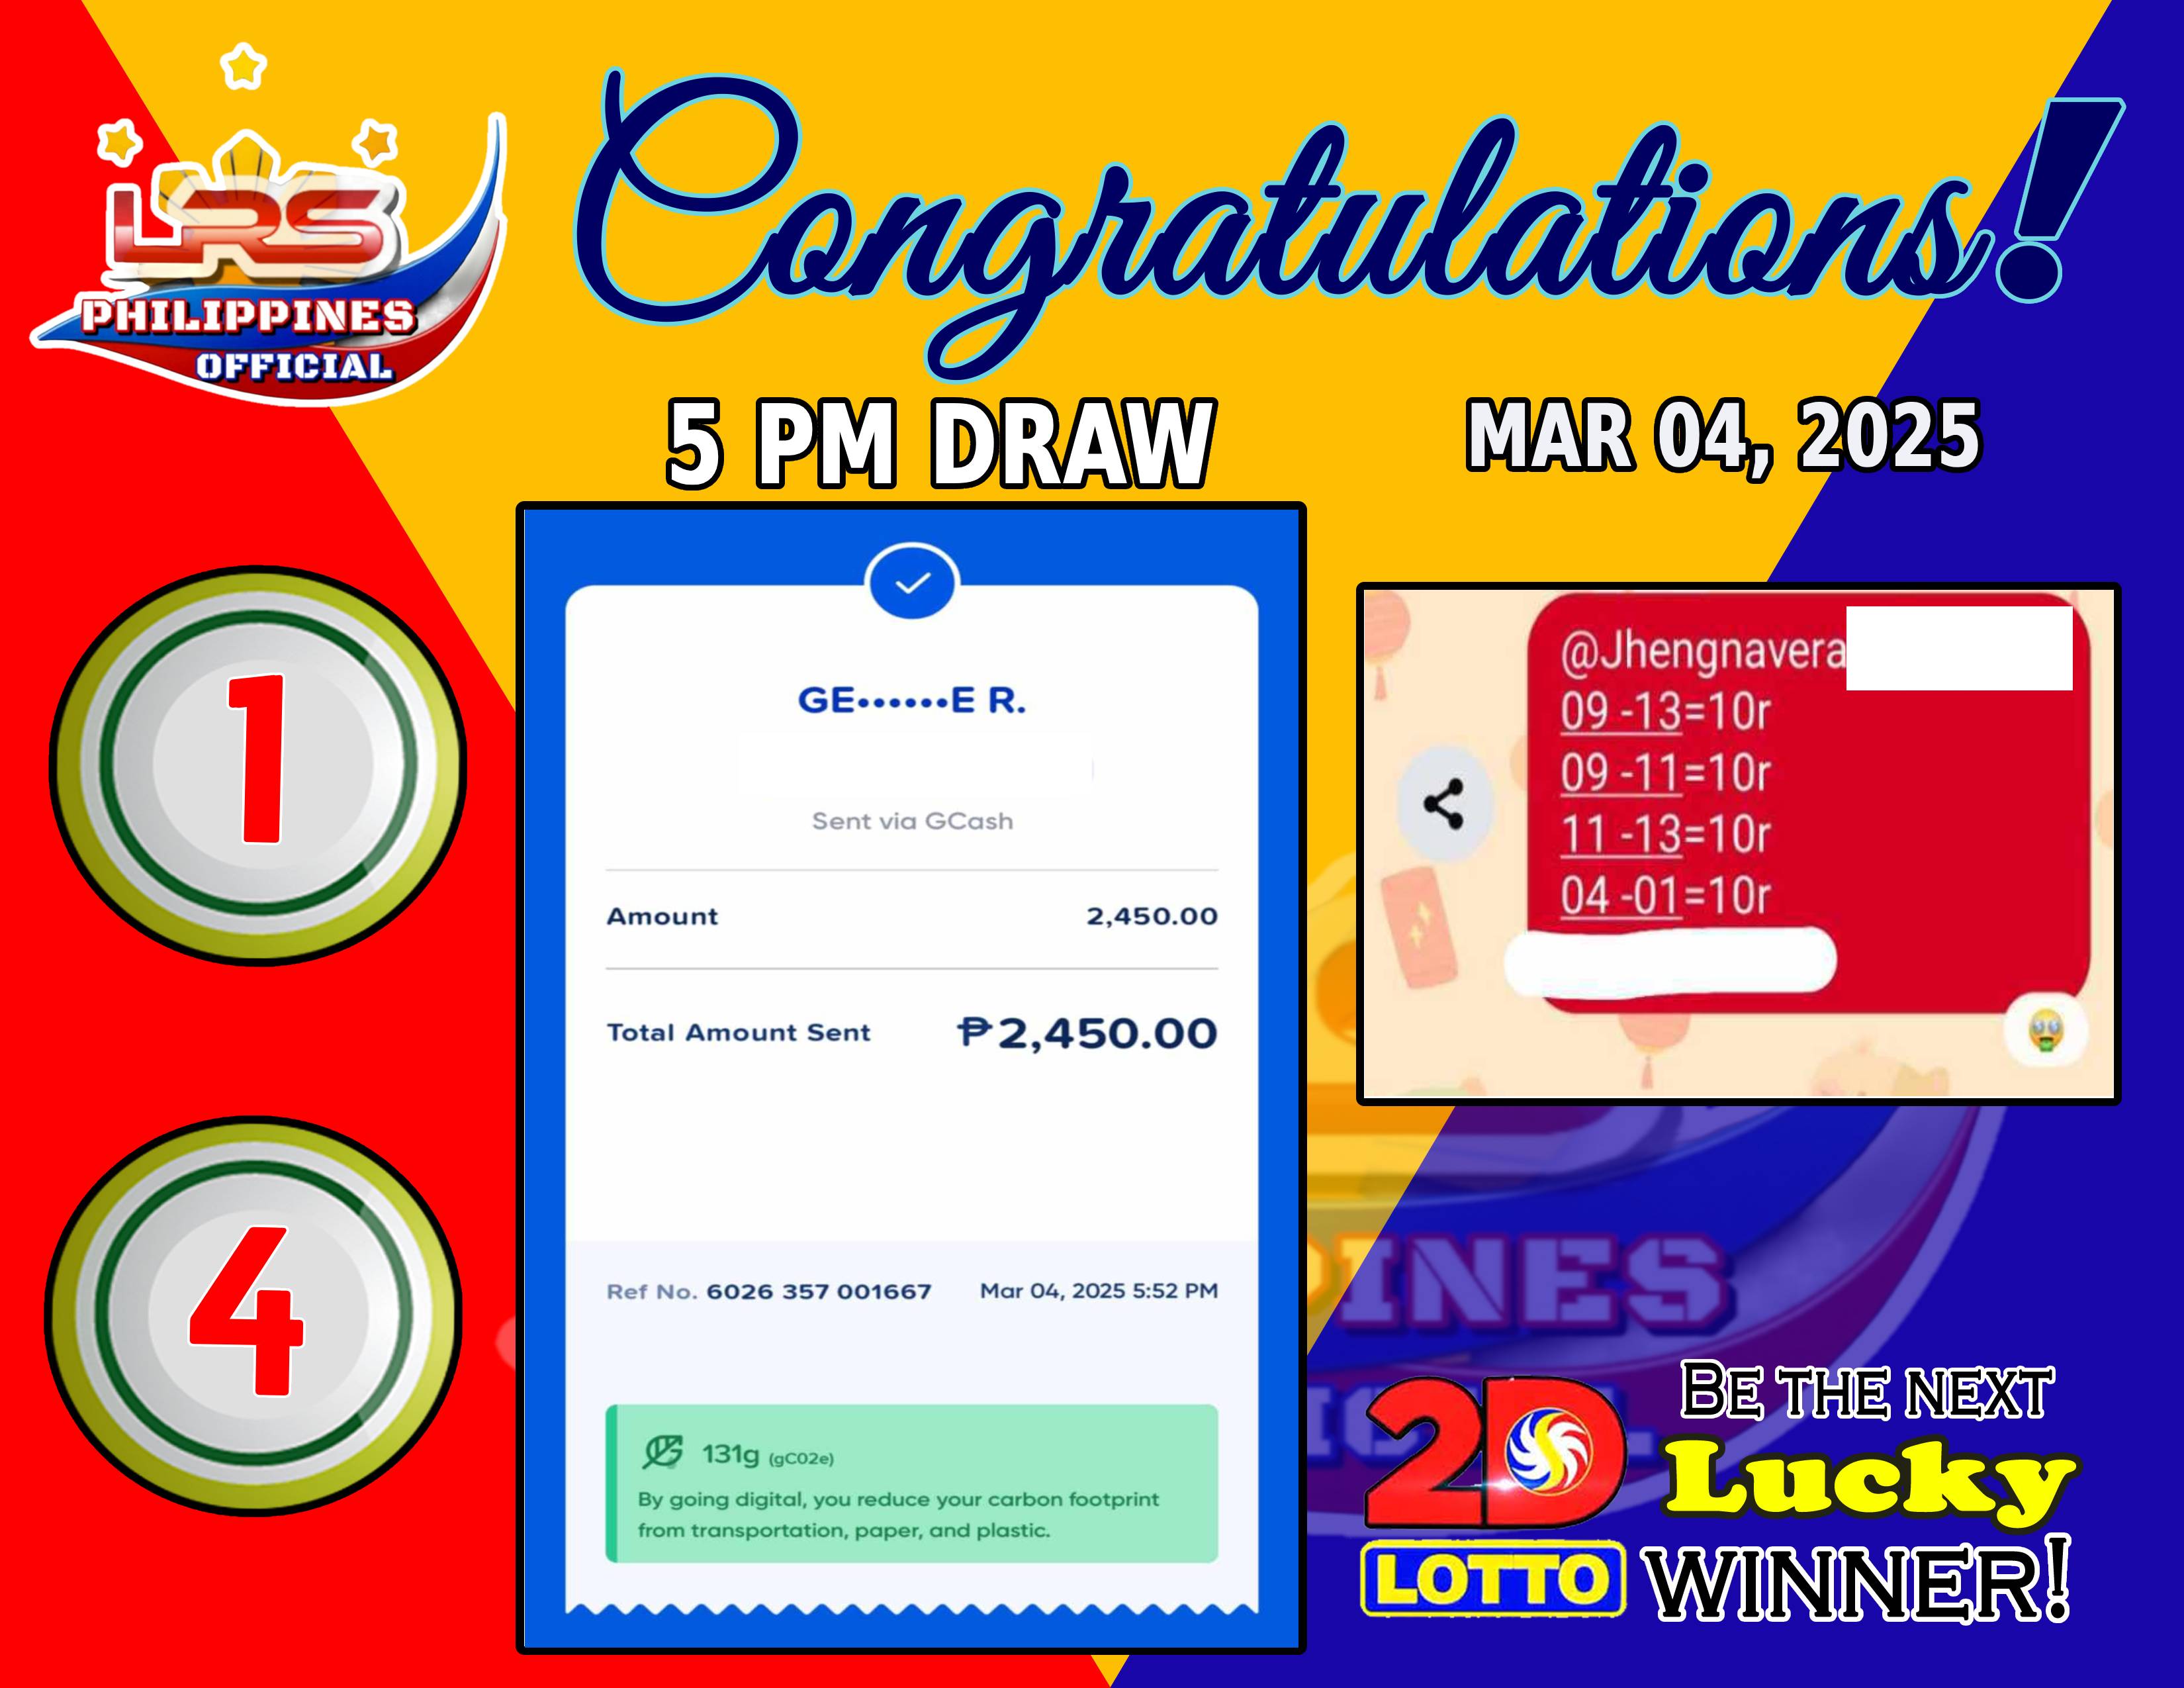 LRS
PHILIPPINES
OFFICIAL
Congratulations!
5 PM DRAW
MAR 04, 2025
1
4
GE••••••E R.
Sent via GCash
Amount 2,450.00
Total Amount Sent ₱2,450.00
Ref No. 6026 357 001667 Mar 04, 2025 5:52 PM
131g (gCO2e)
By going digital, you reduce your carbon footprint
from transportation, paper, and plastic.
@Jhengnavera
09 -13=10r
09 -11=10r
11 -13=10r
04 -01=10r
PINES
2D
LOTTO
BE THE NEXT
Lucky
WINNER!